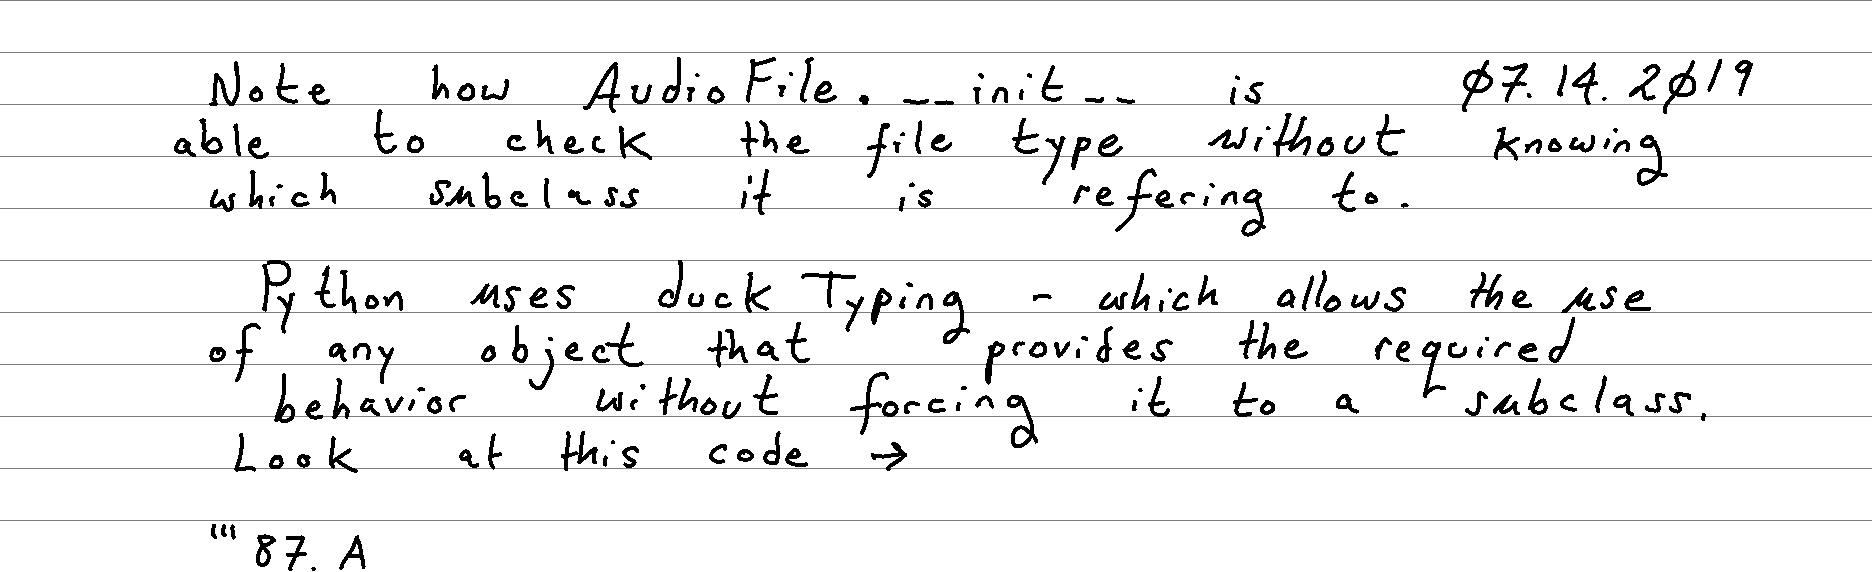 Note how AudioFile.__init__ is 07.14.2019
able to check the file type without knowing
which subclass it is refering to.
Python uses duck Typing - which allows the use
of any object that provides the required
behavior without forcing it to a subclass.
Look at this code →
''' 87. A